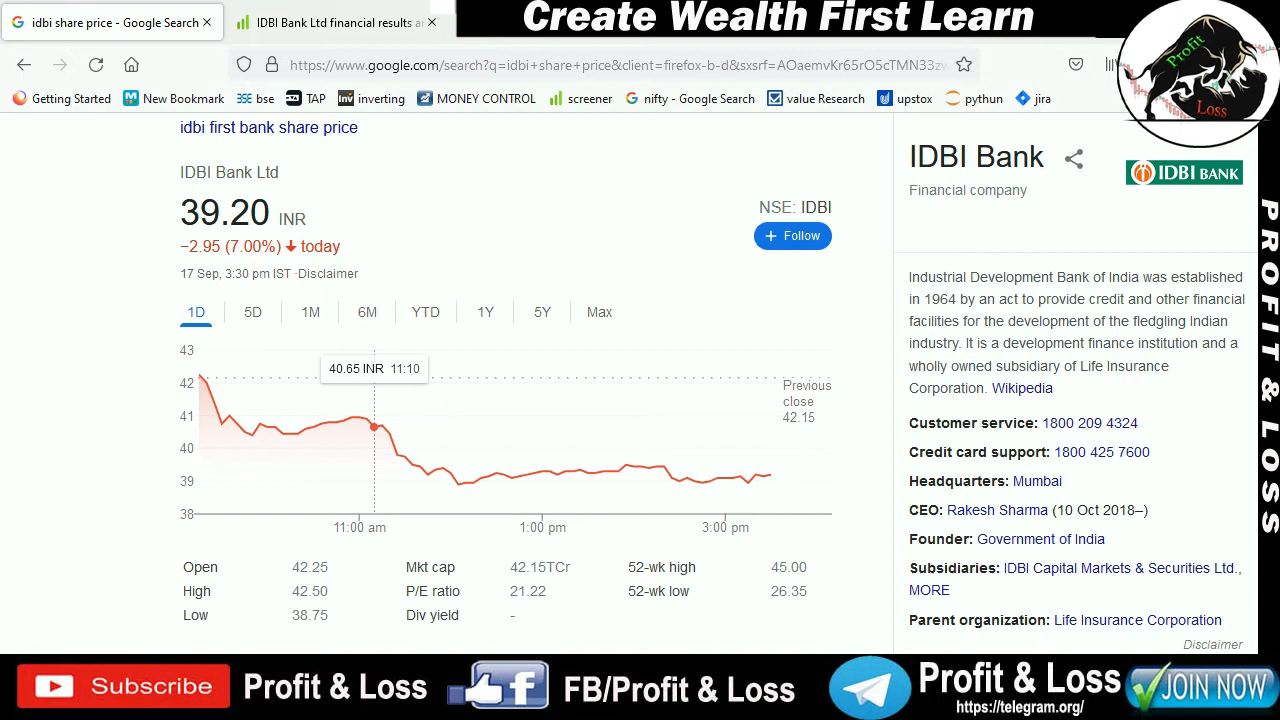 idbi share price - Google Search
IDBI Bank Ltd financial results a
Create Wealth First Learn
https://www.google.com/search?q=idbi+share+price&client=firefox-b-d&sxsrf=AOaemvKr65rO5cTMN33zw
Getting Started
New Bookmark
bse
TAP
inverting
MONEY CONTROL
screener
nifty - Google Search
value Research
upstox
pythun
jira
Profit
Loss
idbi first bank share price
IDBI Bank Ltd
39.20 INR
−2.95 (7.00%) today
17 Sep, 3:30 pm IST ·Disclaimer
NSE: IDBI
+ Follow
1D 5D 1M 6M YTD 1Y 5Y Max
43
42
41
40
39
38
40.65 INR 11:10
Previous
close
42.15
11:00 am 1:00 pm 3:00 pm
Open 42.25 Mkt cap 42.15TCr 52-wk high 45.00
High 42.50 P/E ratio 21.22 52-wk low 26.35
Low 38.75 Div yield -
IDBI Bank
Financial company
IDBI BANK
Industrial Development Bank of India was established
in 1964 by an act to provide credit and other financial
facilities for the development of the fledgling Indian
industry. It is a development finance institution and a
wholly owned subsidiary of Life Insurance
Corporation. Wikipedia
Customer service: 1800 209 4324
Credit card support: 1800 425 7600
Headquarters: Mumbai
CEO: Rakesh Sharma (10 Oct 2018–)
Founder: Government of India
Subsidiaries: IDBI Capital Markets & Securities Ltd.,
MORE
Parent organization: Life Insurance Corporation
Disclaimer
PROFIT & LOSS
Subscribe
Profit & Loss
FB/Profit & Loss
Profit & Loss
https://telegram.org/
JOIN NOW